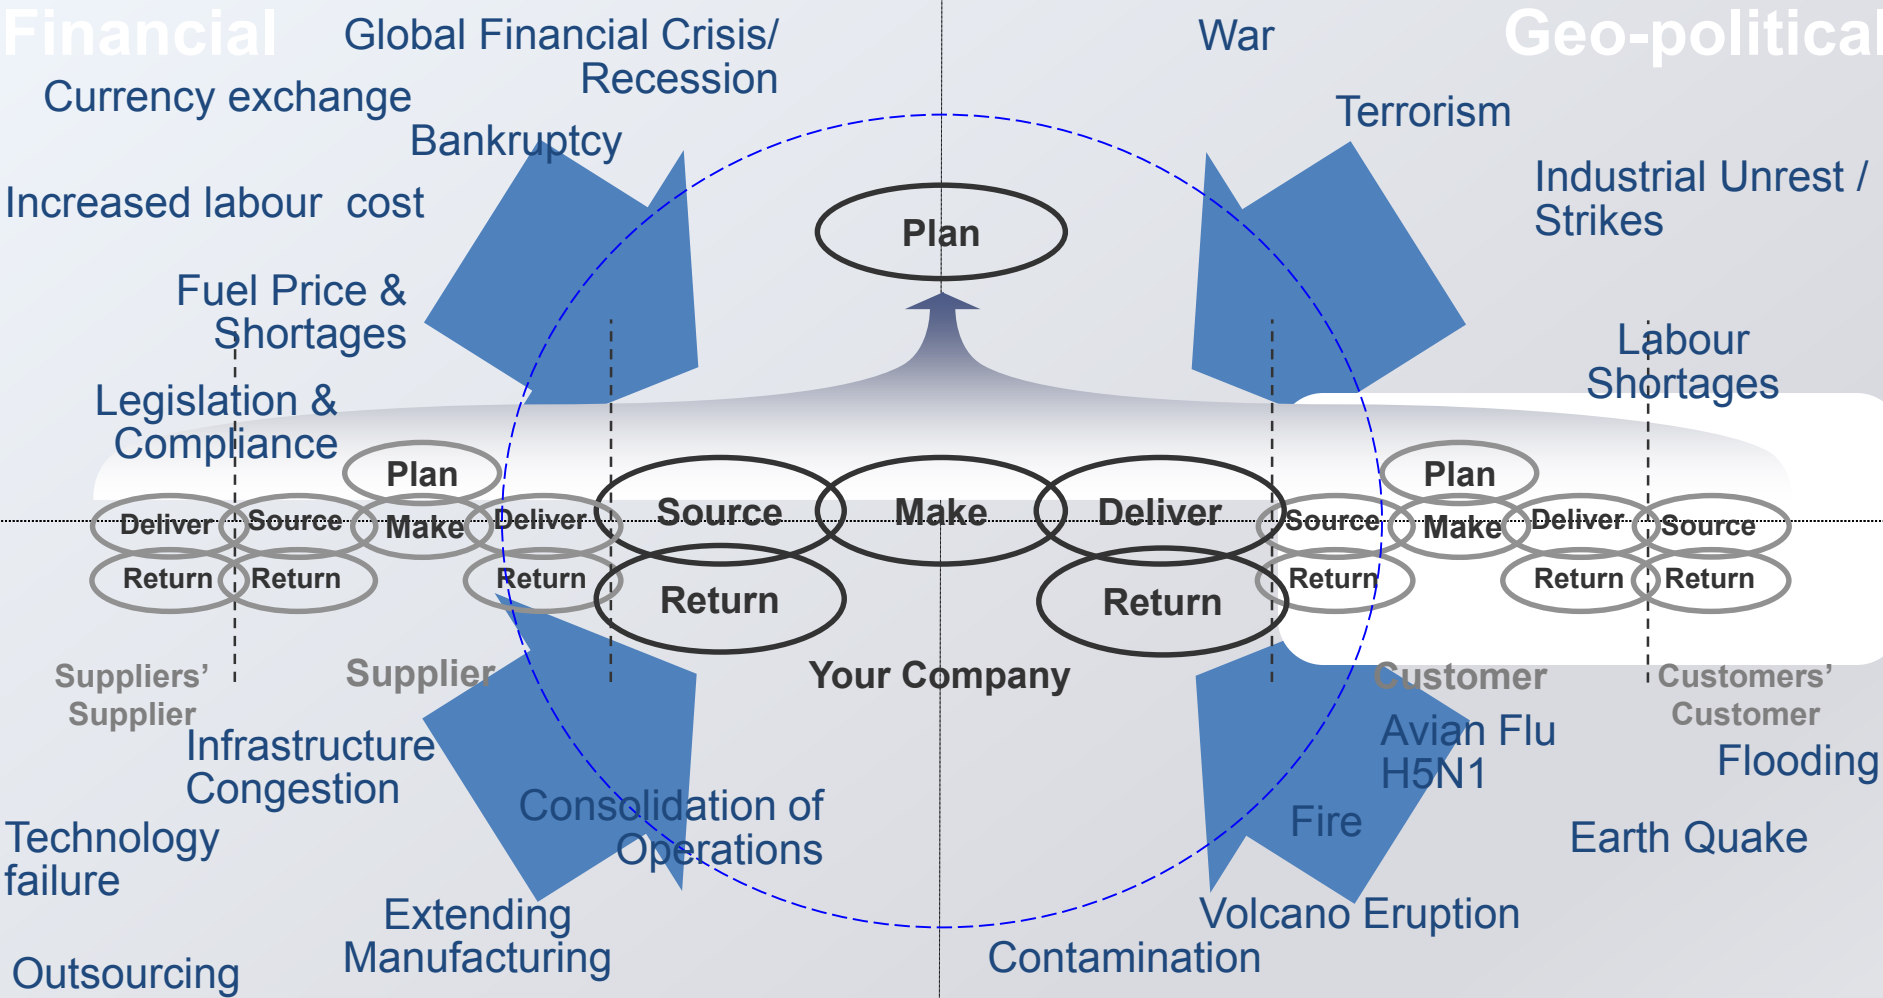 Financial
Global Financial Crisis/
Recession
War
Geo-political
Currency exchange
Bankruptcy
Terrorism
Increased labour  cost
Industrial Unrest /
Strikes
Plan
Fuel Price &
Shortages
Labour
Shortages
Legislation &
Compliance
Plan
Plan
Deliver
Source
Make
Deliver
Source
Make
Deliver
Source
Make
Deliver
Source
Return
Return
Return
Return
Return
Return
Return
Return
Suppliers’
Supplier
Supplier
Your Company
Customer
Customers’
Customer
Infrastructure
Congestion
Avian Flu
H5N1
Flooding
Consolidation of
Operations
Fire
Earth Quake
Technology
failure
Extending
Manufacturing
Volcano Eruption
Contamination
Outsourcing